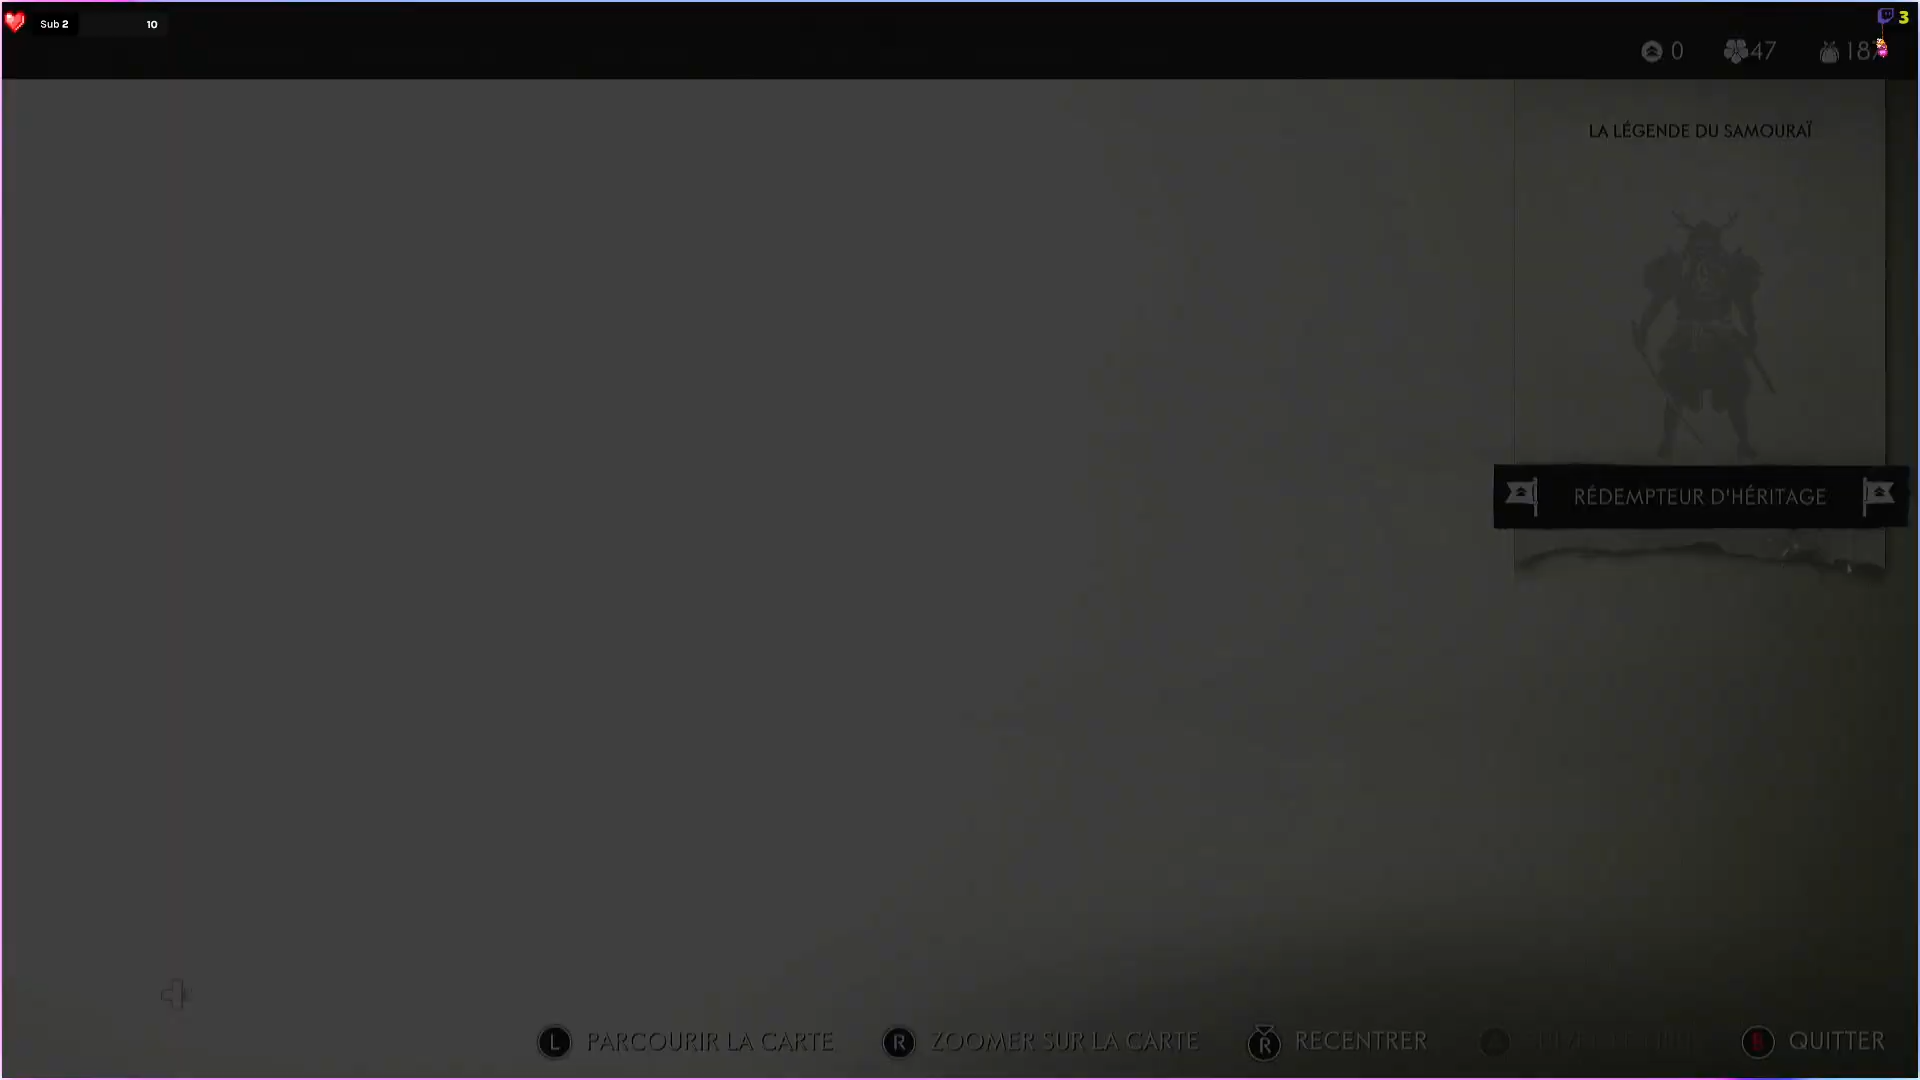 Sub 2 10
3
0 47
LA LÉGENDE DU SAMOURAÏ
RÉDEMPTEUR D'HÉRITAGE
L PARCOURIR LA CARTE R ZOOMER SUR LA CARTE R RECENTRER B QUITTER